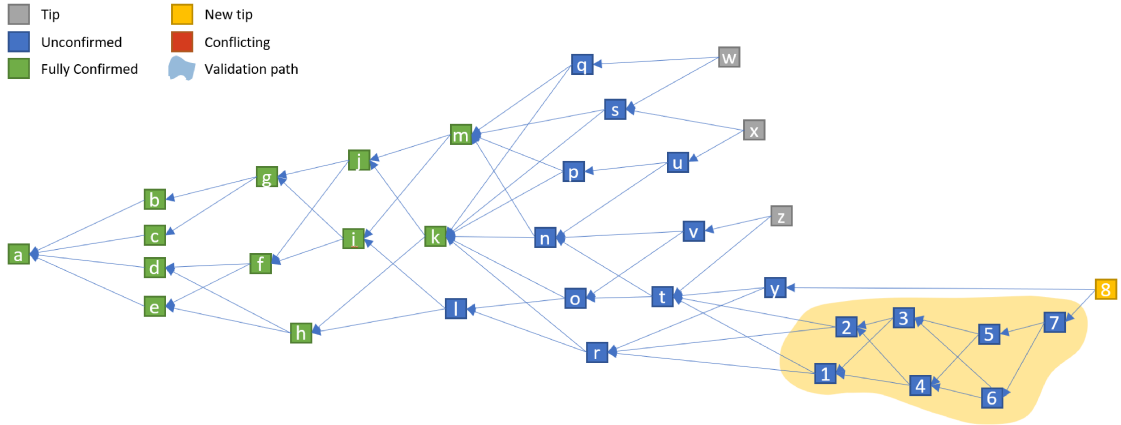 Tip
New tip
Unconfirmed
Conflicting
Fully Confirmed
Validation path
q
w
s
x
m
j
p
u
g
b
z
c
v
i
k
n
a
d
f
e
l
o
t
y
8
h
r
2
3
7
5
1
4
6